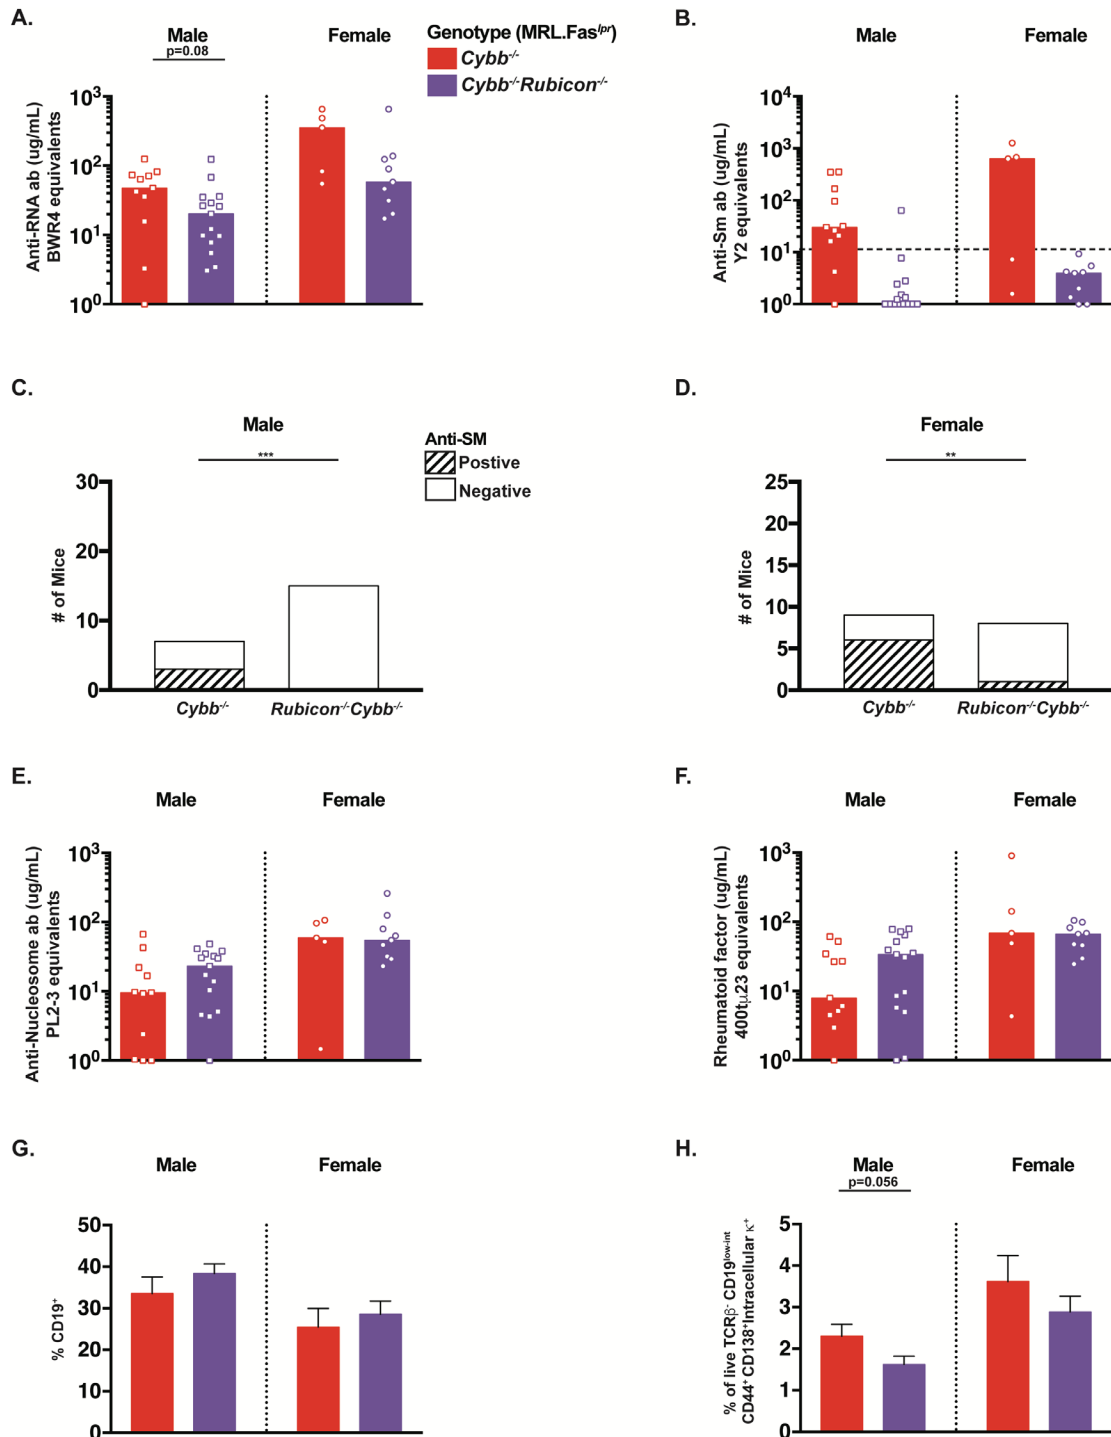 A.
Male
p=0.08
Female
Genotype (MRL.Fas^lpr)
Cybb-/-
Cybb-/-Rubicon-/-
Anti-RNA ab (ug/mL)
BWR4 equivalents
10^3
10^2
10^1
10^0
B.
Male
Female
Anti-Sm ab (ug/mL)
Y2 equivalents
10^4
10^3
10^2
10^1
10^0
C.
Male
***
Anti-SM
Postive
Negative
# of Mice
30
20
10
0
Cybb-/-
Rubicon-/-Cybb-/-
D.
Female
**
# of Mice
25
20
15
10
5
0
Cybb-/-
Rubicon-/-Cybb-/-
E.
Male
Female
Anti-Nucleosome ab (ug/mL)
PL2-3 equivalents
10^3
10^2
10^1
10^0
F.
Male
Female
Rheumatoid factor (ug/mL)
400tμ23 equivalents
10^3
10^2
10^1
10^0
G.
Male
Female
% CD19+
50
40
30
20
10
0
H.
Male
p=0.056
Female
% of live TCRβ- CD19low-int
CD44+ CD138+Intracellular κ+
5
4
3
2
1
0